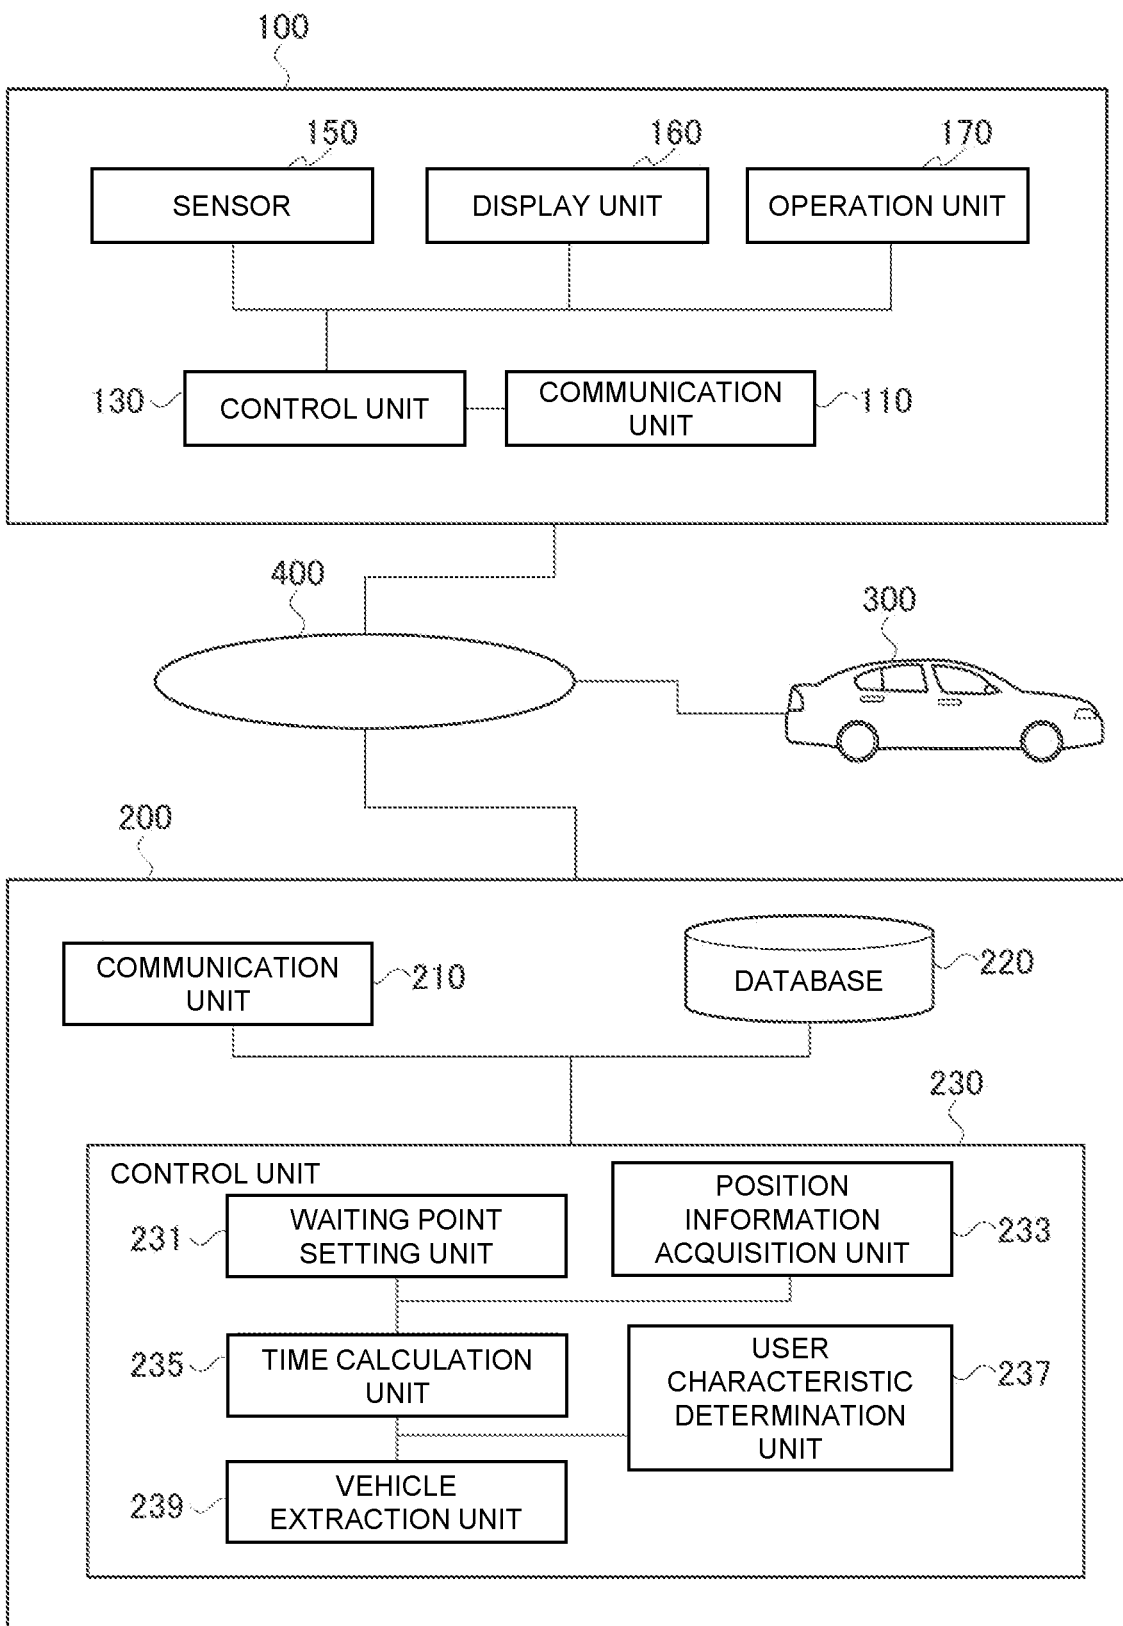 100
150
160
170
SENSOR
DISPLAY UNIT
OPERATION UNIT
130
CONTROL UNIT
COMMUNICATION
UNIT
110
400
300
200
COMMUNICATION
UNIT
210
DATABASE
220
230
CONTROL UNIT
231
WAITING POINT
SETTING UNIT
POSITION
INFORMATION
ACQUISITION UNIT
233
235
TIME CALCULATION
UNIT
USER
CHARACTERISTIC
DETERMINATION
UNIT
237
239
VEHICLE
EXTRACTION UNIT